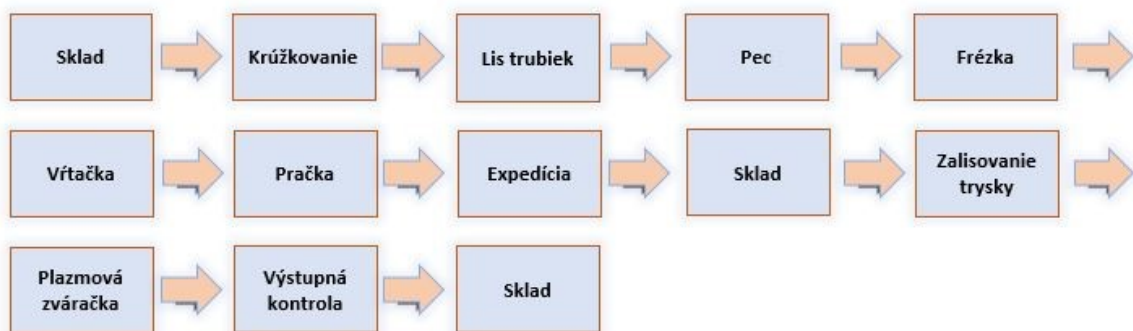 Sklad
Krúžkovanie
Lis trubiek
Pec
Frézka
Vŕtačka
Pračka
Expedícia
Sklad
Zalisovanie
trysky
Plazmová
zváračka
Výstupná
kontrola
Sklad